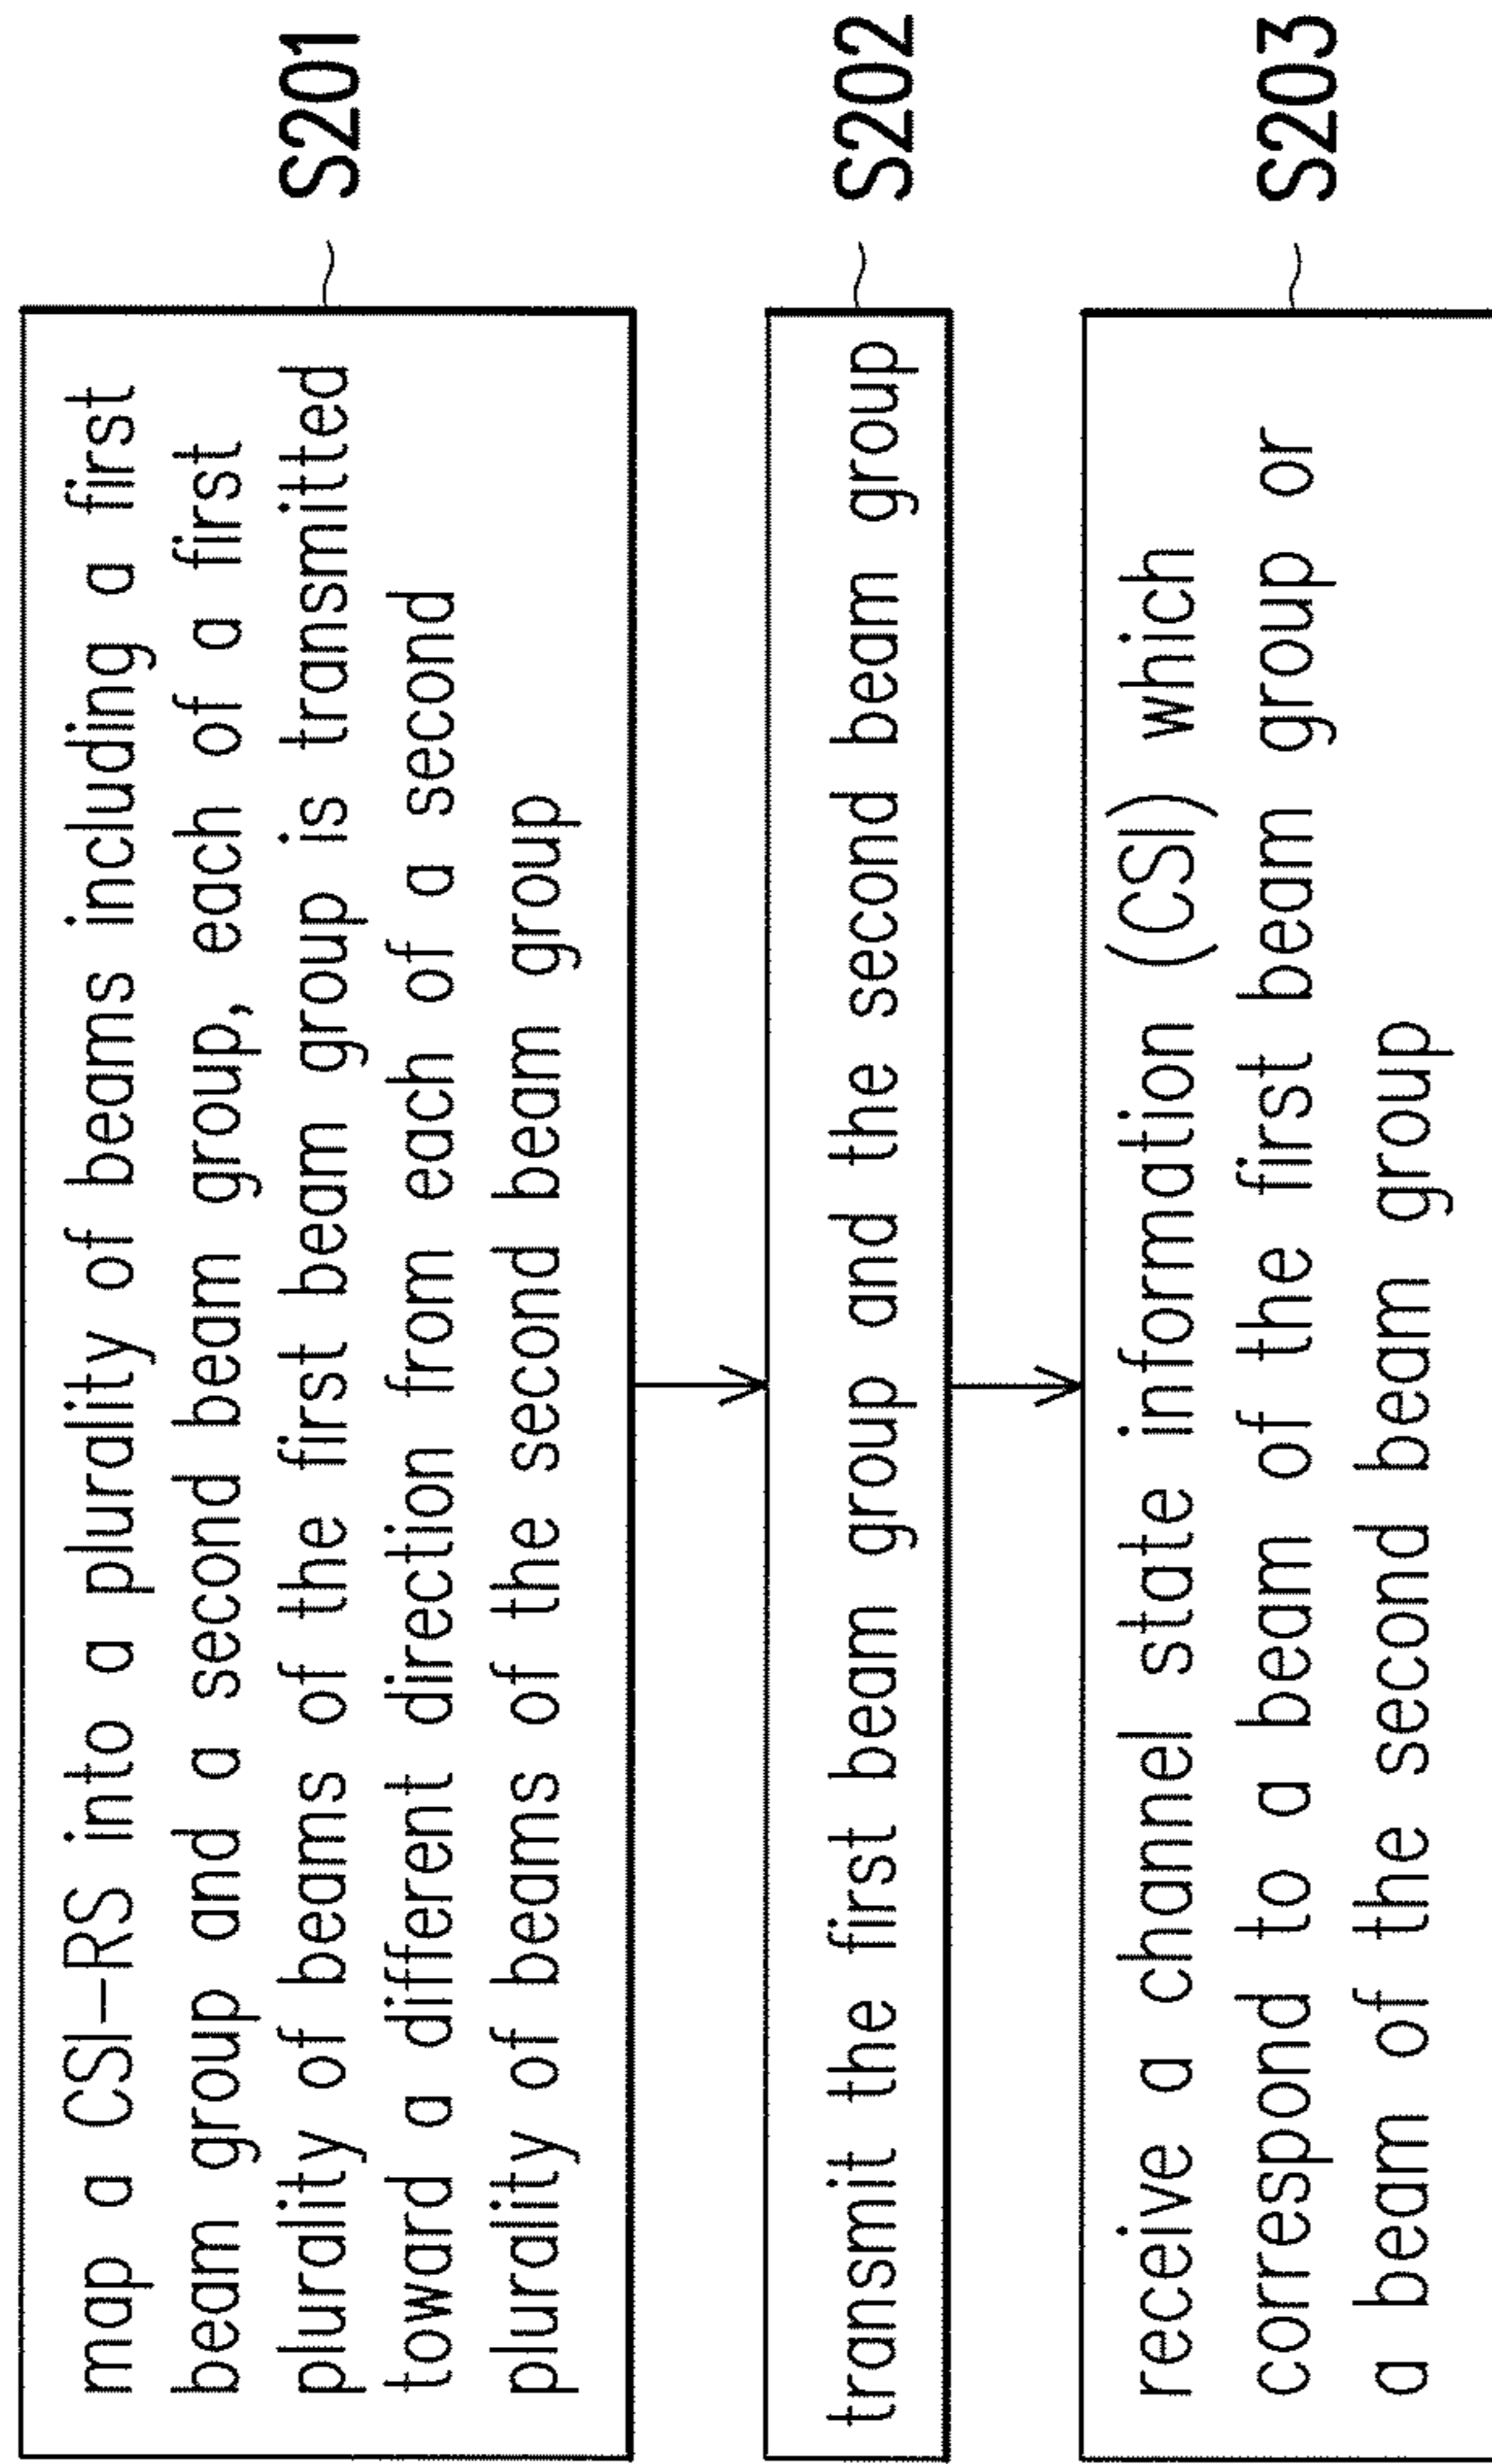 map a CSI-RS into a plurality of beams including a first
beam group and a second beam group, each of a first
plurality of beams of the first beam group is transmitted
toward a different direction from each of a second
plurality of beams of the second beam group
S201
transmit the first beam group and the second beam group
S202
receive a channel state information (CSI) which
correspond to a beam of the first beam group or
a beam of the second beam group
S203